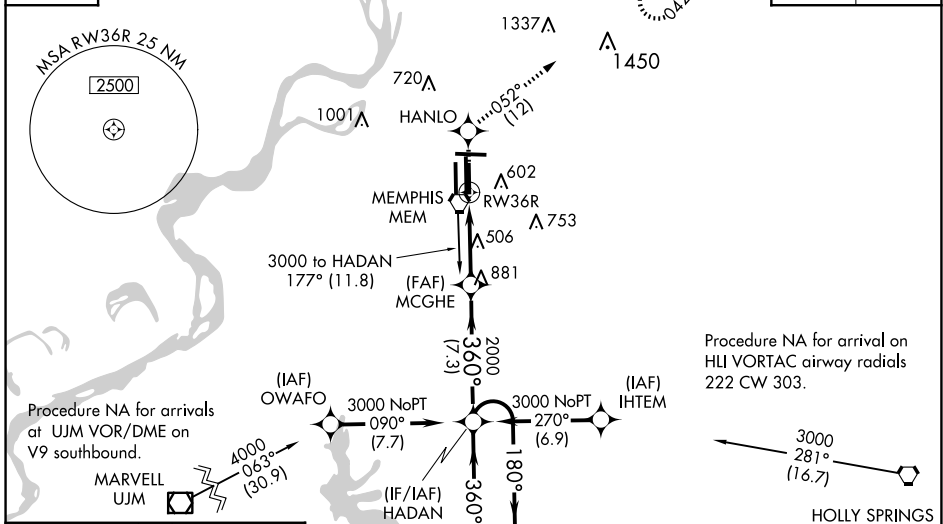 MSA RW36R 25 NM
2500
1337
1450
042
720
052°
(12)
1001
HANLO
602
MEMPHIS
MEM
RW36R
753
506
3000 to HADAN
177° (11.8)
(FAF)
MCGHE
881
2000
360°
(7.3)
Procedure NA for arrival on
HLI VORTAC airway radials
222 CW 303.
(IAF)
OWAFO
(IAF)
IHTEM
Procedure NA for arrivals
at UJM VOR/DME on
V9 southbound.
3000 NoPT
090°
(7.7)
3000 NoPT
270°
(6.9)
MARVELL
UJM
4000
063°
(30.9)
(IF/IAF)
HADAN
360°
180°
3000
281°
(16.7)
HOLLY SPRINGS